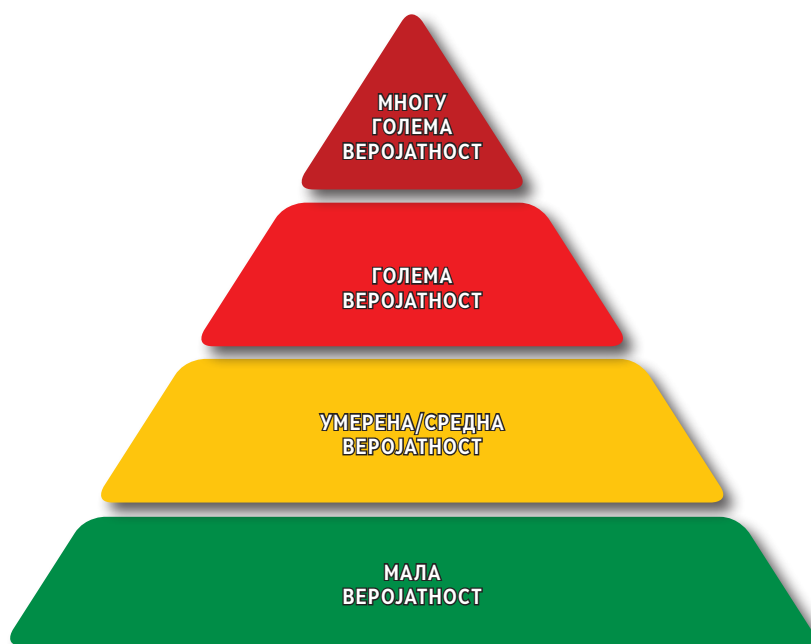 МНОГУ
ГОЛЕМА
ВЕРОЈАТНОСТ
ГОЛЕМА
ВЕРОЈАТНОСТ
УМЕРЕНА/СРЕДНА
ВЕРОЈАТНОСТ
МАЛА
ВЕРОЈАТНОСТ